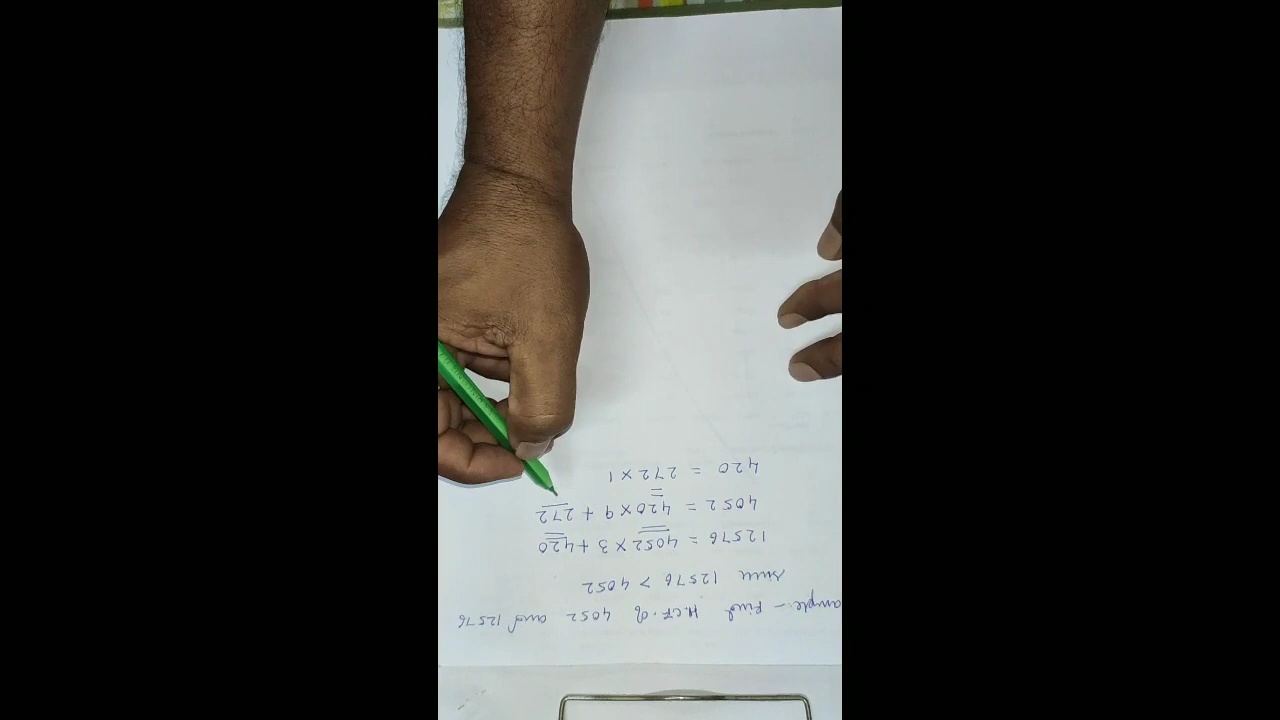 ample - Find H.C.F. of 4052 and 12576
since 12576 > 4052
12576 = 4052 × 3 + 420
4052 = 420 × 9 + 272
420 = 272 × 1